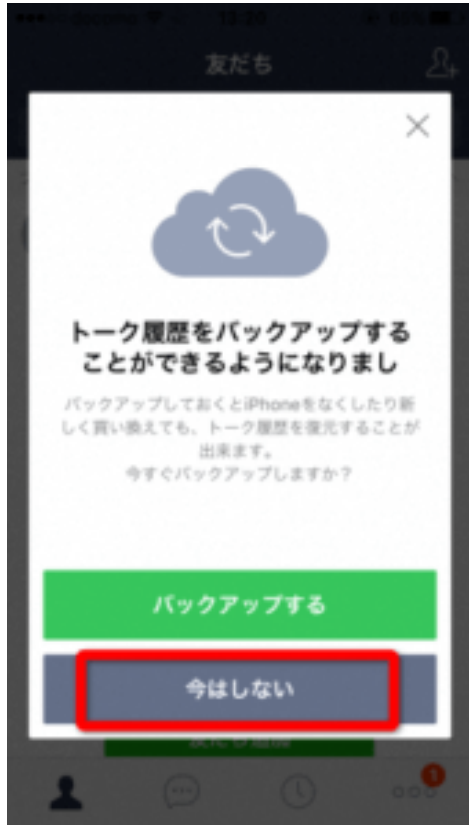 docomo 13:20 63%
友だち
トーク履歴をバックアップする
ことができるようになりまし
バックアップしておくとiPhoneをなくしたり新
しく買い換えても、トーク履歴を復元することが
出来ます。
今すぐバックアップしますか？
バックアップする
今はしない
1